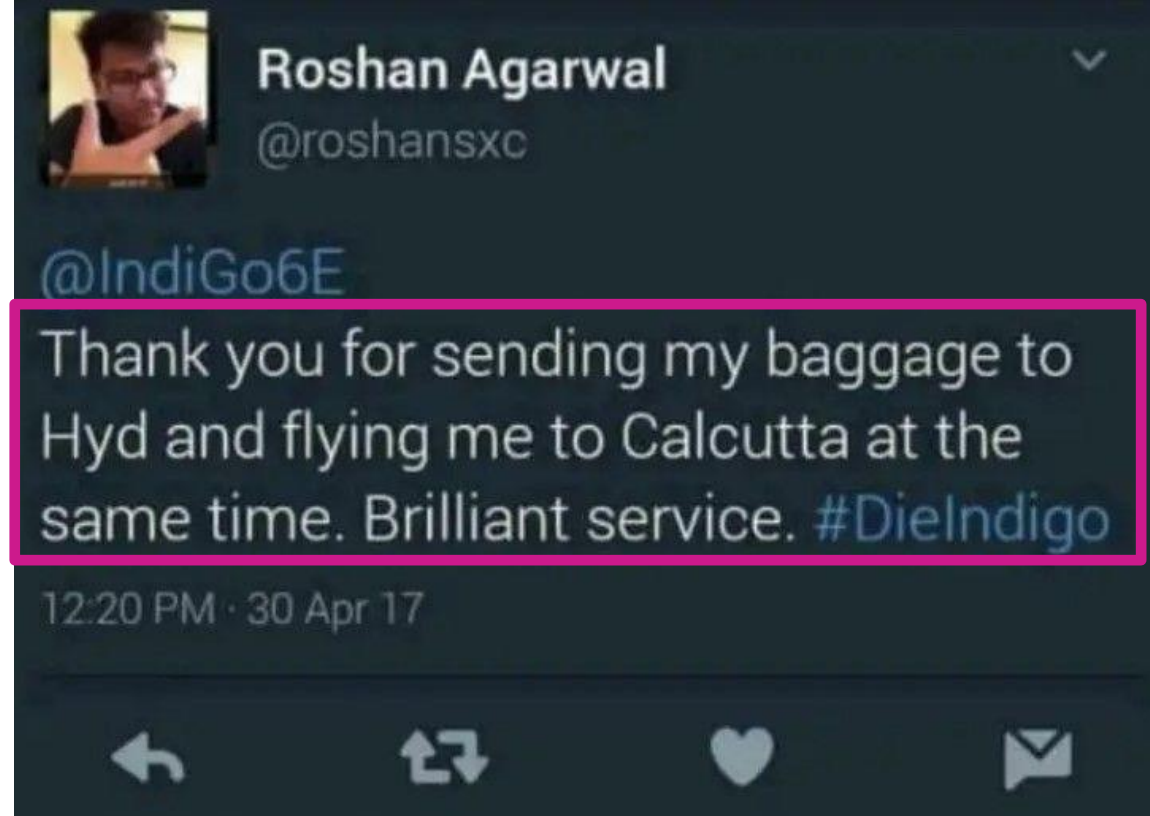 Roshan Agarwal
@roshansxc
@IndiGo6E
Thank you for sending my baggage to
Hyd and flying me to Calcutta at the
same time. Brilliant service. #DieIndigo
12:20 PM · 30 Apr 17